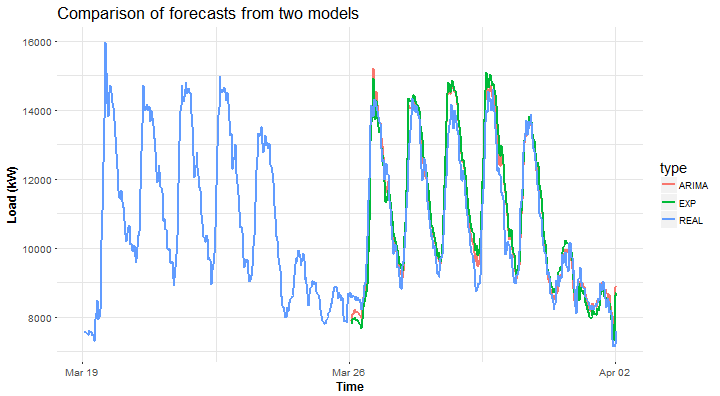 Comparison of forecasts from two models
16000
14000
12000
10000
8000
Load (kW)
Mar 19
Mar 26
Apr 02
Time
type
ARIMA
EXP
REAL